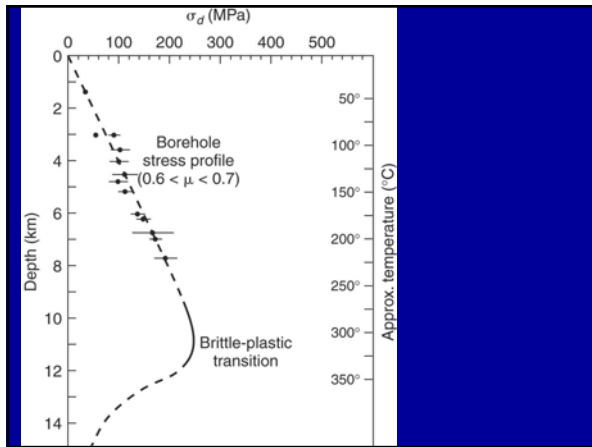 σd (MPa)
0 100 200 300 400 500
0
2
4
6
8
10
12
14
Depth (km)
Borehole
stress profile
(0.6 < μ < 0.7)
Brittle-plastic
transition
50°
100°
150°
200°
250°
300°
350°
Approx. temperature (°C)